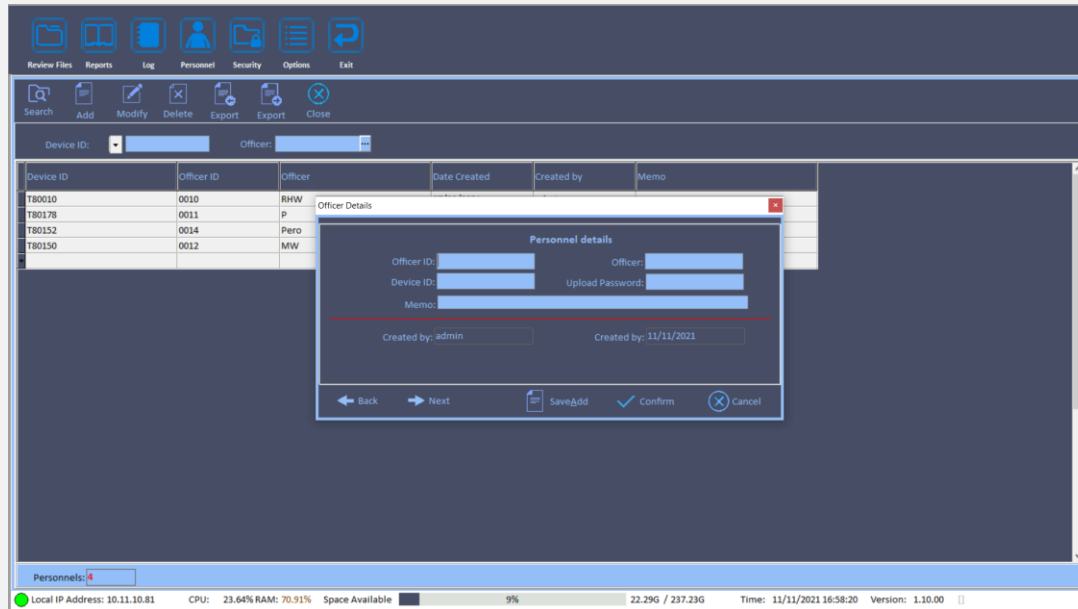 Review Files Reports Log Personnel Security Options Exit
Search Add Modify Delete Export Export Close
Device ID: Officer: ...
Device ID Officer ID Officer Date Created Created by Memo
T80010 0010 RHW
T80178 0011 P
T80152 0014 Pero
T80150 0012 MW
Officer Details
Personnel details
Officer ID: Officer:
Device ID: Upload Password:
Memo:
Created by: admin Created by: 11/11/2021
Back Next SaveAdd Confirm Cancel
Personnels: 4
Local IP Address: 10.11.10.81 CPU: 23.64% RAM: 70.91% Space Available 9% 22.29G / 237.23G Time: 11/11/2021 16:58:20 Version: 1.10.00 []